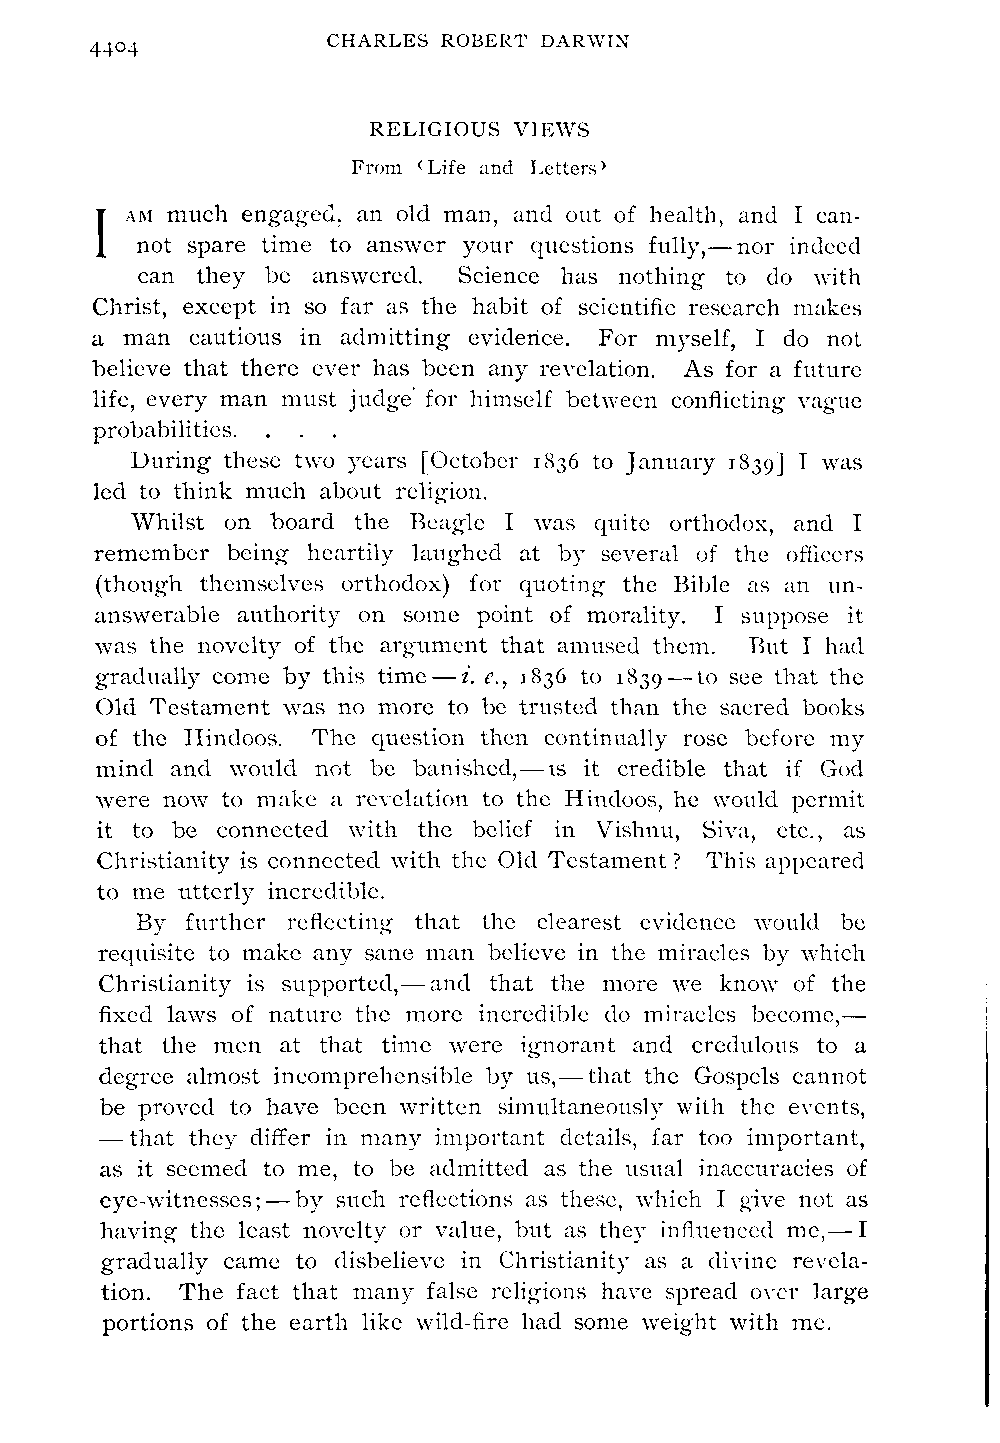 4404
CHARLES ROBERT DARWIN
RELIGIOUS VIEWS
From ‹Life and Letters›
I AM much engaged, an old man, and out of health, and I can-
not spare time to answer your questions fully,—nor indeed
can they be answered. Science has nothing to do with
Christ, except in so far as the habit of scientific research makes
a man cautious in admitting evidence. For myself, I do not
believe that there ever has been any revelation. As for a future
life, every man must judge for himself between conflicting vague
probabilities. . . .
During these two years [October 1836 to January 1839] I was
led to think much about religion.
Whilst on board the Beagle I was quite orthodox, and I
remember being heartily laughed at by several of the officers
(though themselves orthodox) for quoting the Bible as an un-
answerable authority on some point of morality. I suppose it
was the novelty of the argument that amused them. But I had
gradually come by this time—i. e., 1836 to 1839—to see that the
Old Testament was no more to be trusted than the sacred books
of the Hindoos. The question then continually rose before my
mind and would not be banished,—is it credible that if God
were now to make a revelation to the Hindoos, he would permit
it to be connected with the belief in Vishnu, Siva, etc., as
Christianity is connected with the Old Testament? This appeared
to me utterly incredible.
By further reflecting that the clearest evidence would be
requisite to make any sane man believe in the miracles by which
Christianity is supported,—and that the more we know of the
fixed laws of nature the more incredible do miracles become,—
that the men at that time were ignorant and credulous to a
degree almost incomprehensible by us,—that the Gospels cannot
be proved to have been written simultaneously with the events,
—that they differ in many important details, far too important,
as it seemed to me, to be admitted as the usual inaccuracies of
eye-witnesses;—by such reflections as these, which I give not as
having the least novelty or value, but as they influenced me,—I
gradually came to disbelieve in Christianity as a divine revela-
tion. The fact that many false religions have spread over large
portions of the earth like wild-fire had some weight with me.